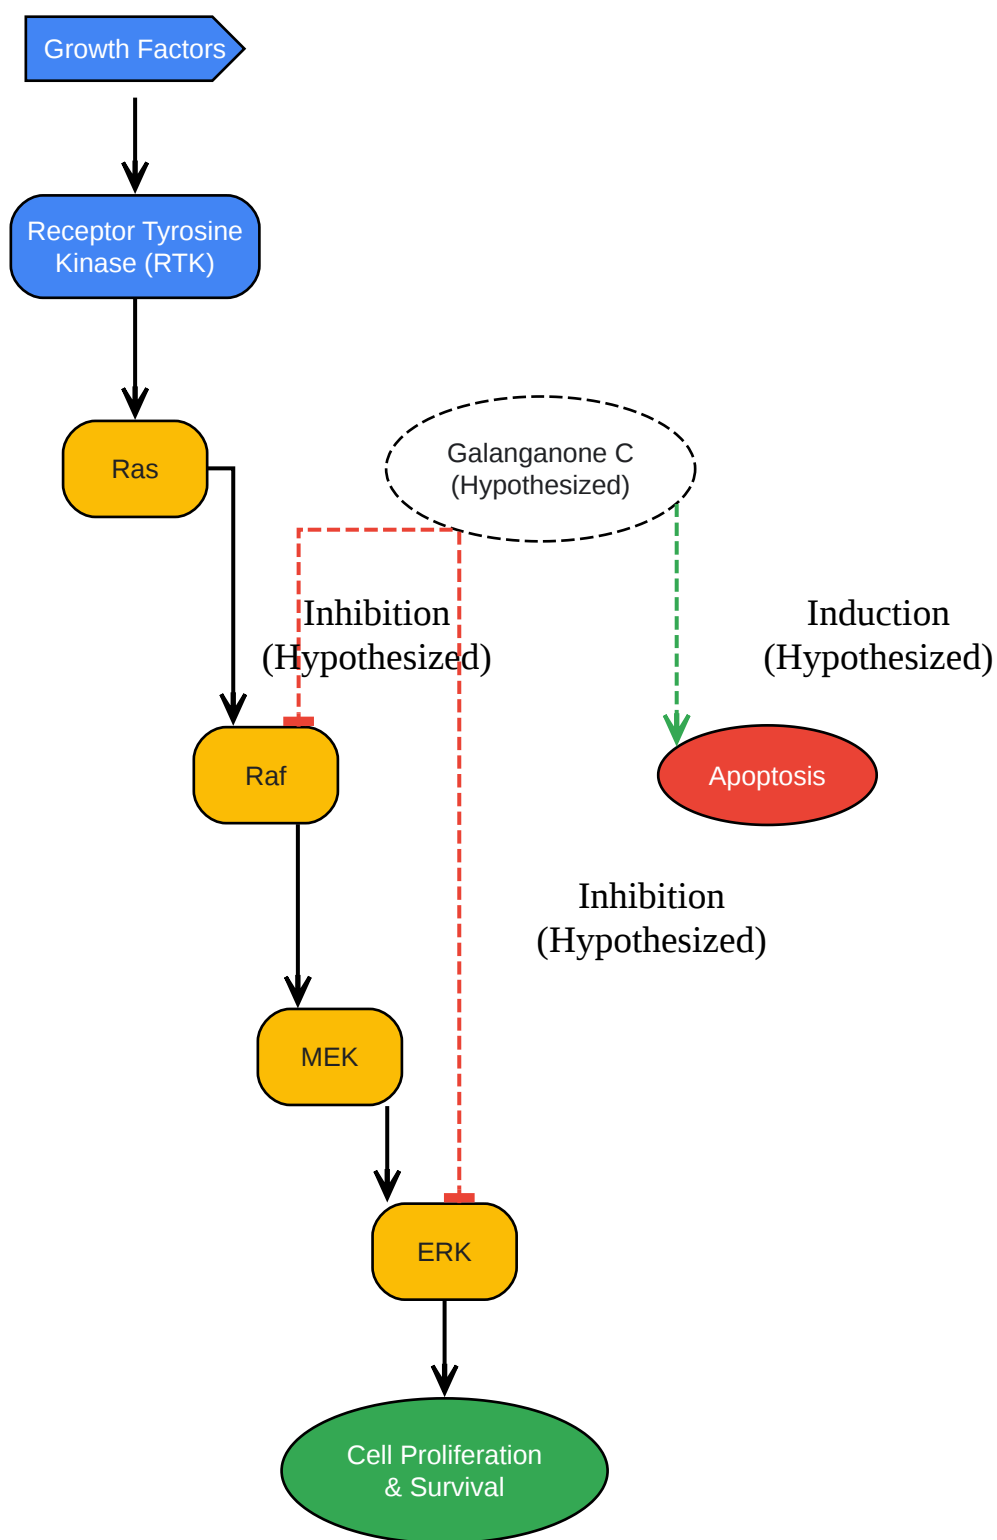 Growth Factors
Receptor Tyrosine
Kinase (RTK)
Ras
Galanganone C
(Hypothesized)
Inhibition
(Hypothesized)
Induction
(Hypothesized)
Raf
Apoptosis
Inhibition
(Hypothesized)
MEK
ERK
Cell Proliferation
& Survival